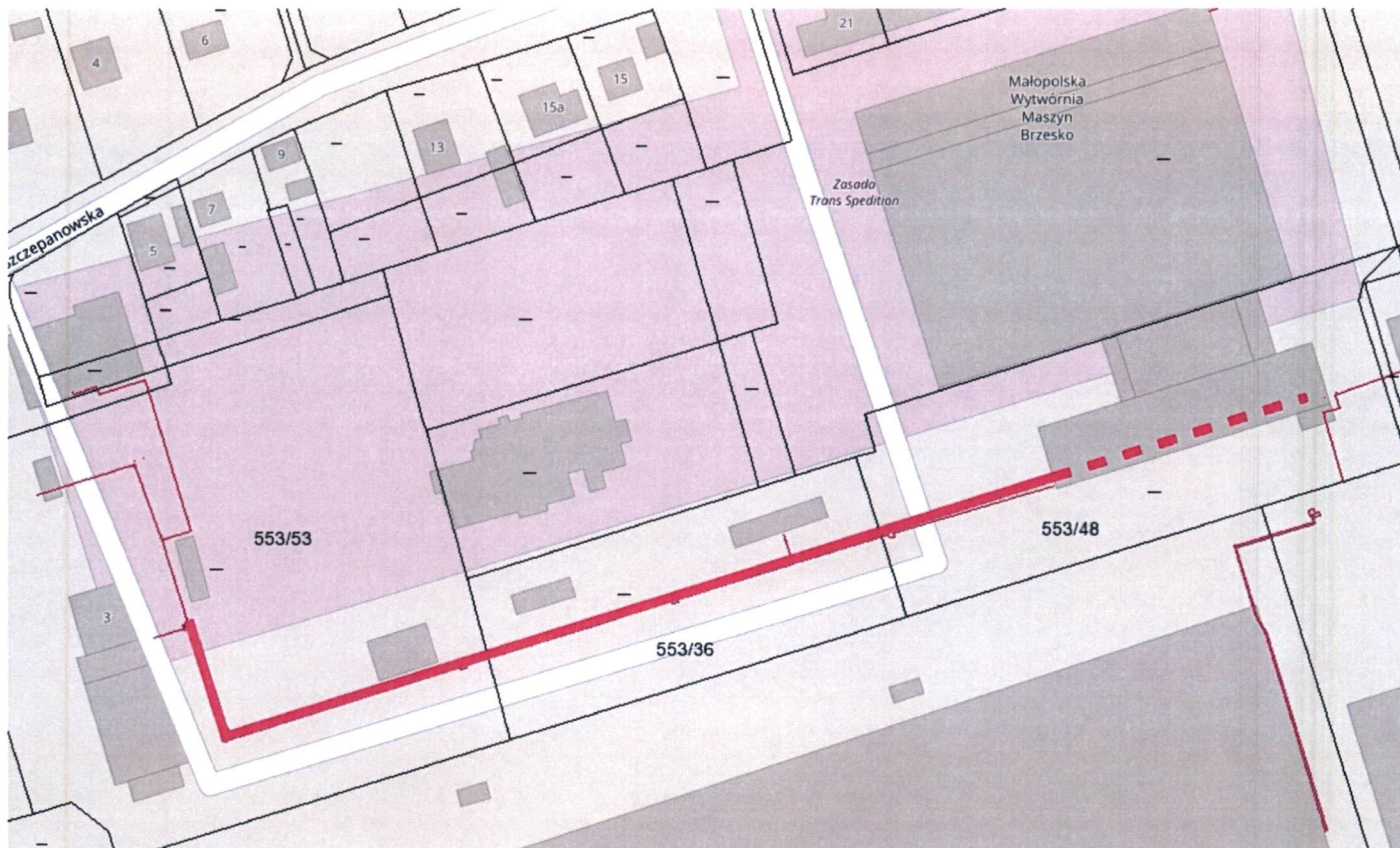 4
6
21
15
15a
Małopolska
Wytwórnia
Maszyn
Brzesko
9
13
Zasada
Trans Spedition
7
5
szczepanowska
553/53
553/48
3
553/36